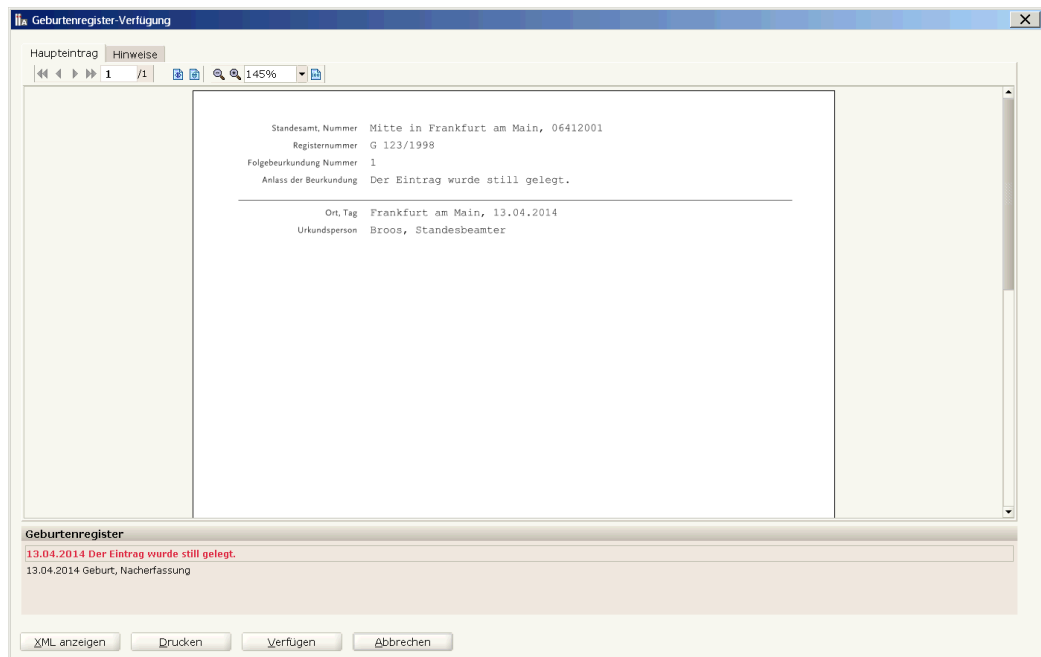 Geburtenregister-Verfügung
Haupteintrag Hinweise
1 /1 145%
Standesamt, Nummer Mitte in Frankfurt am Main, 06412001
Registernummer G 123/1998
Folgebeurkundung Nummer 1
Anlass der Beurkundung Der Eintrag wurde still gelegt.
Ort, Tag Frankfurt am Main, 13.04.2014
Urkundsperson Broos, Standesbeamter
Geburtenregister
13.04.2014 Der Eintrag wurde still gelegt.
13.04.2014 Geburt, Nacherfassung
XML anzeigen Drucken Verfügen Abbrechen